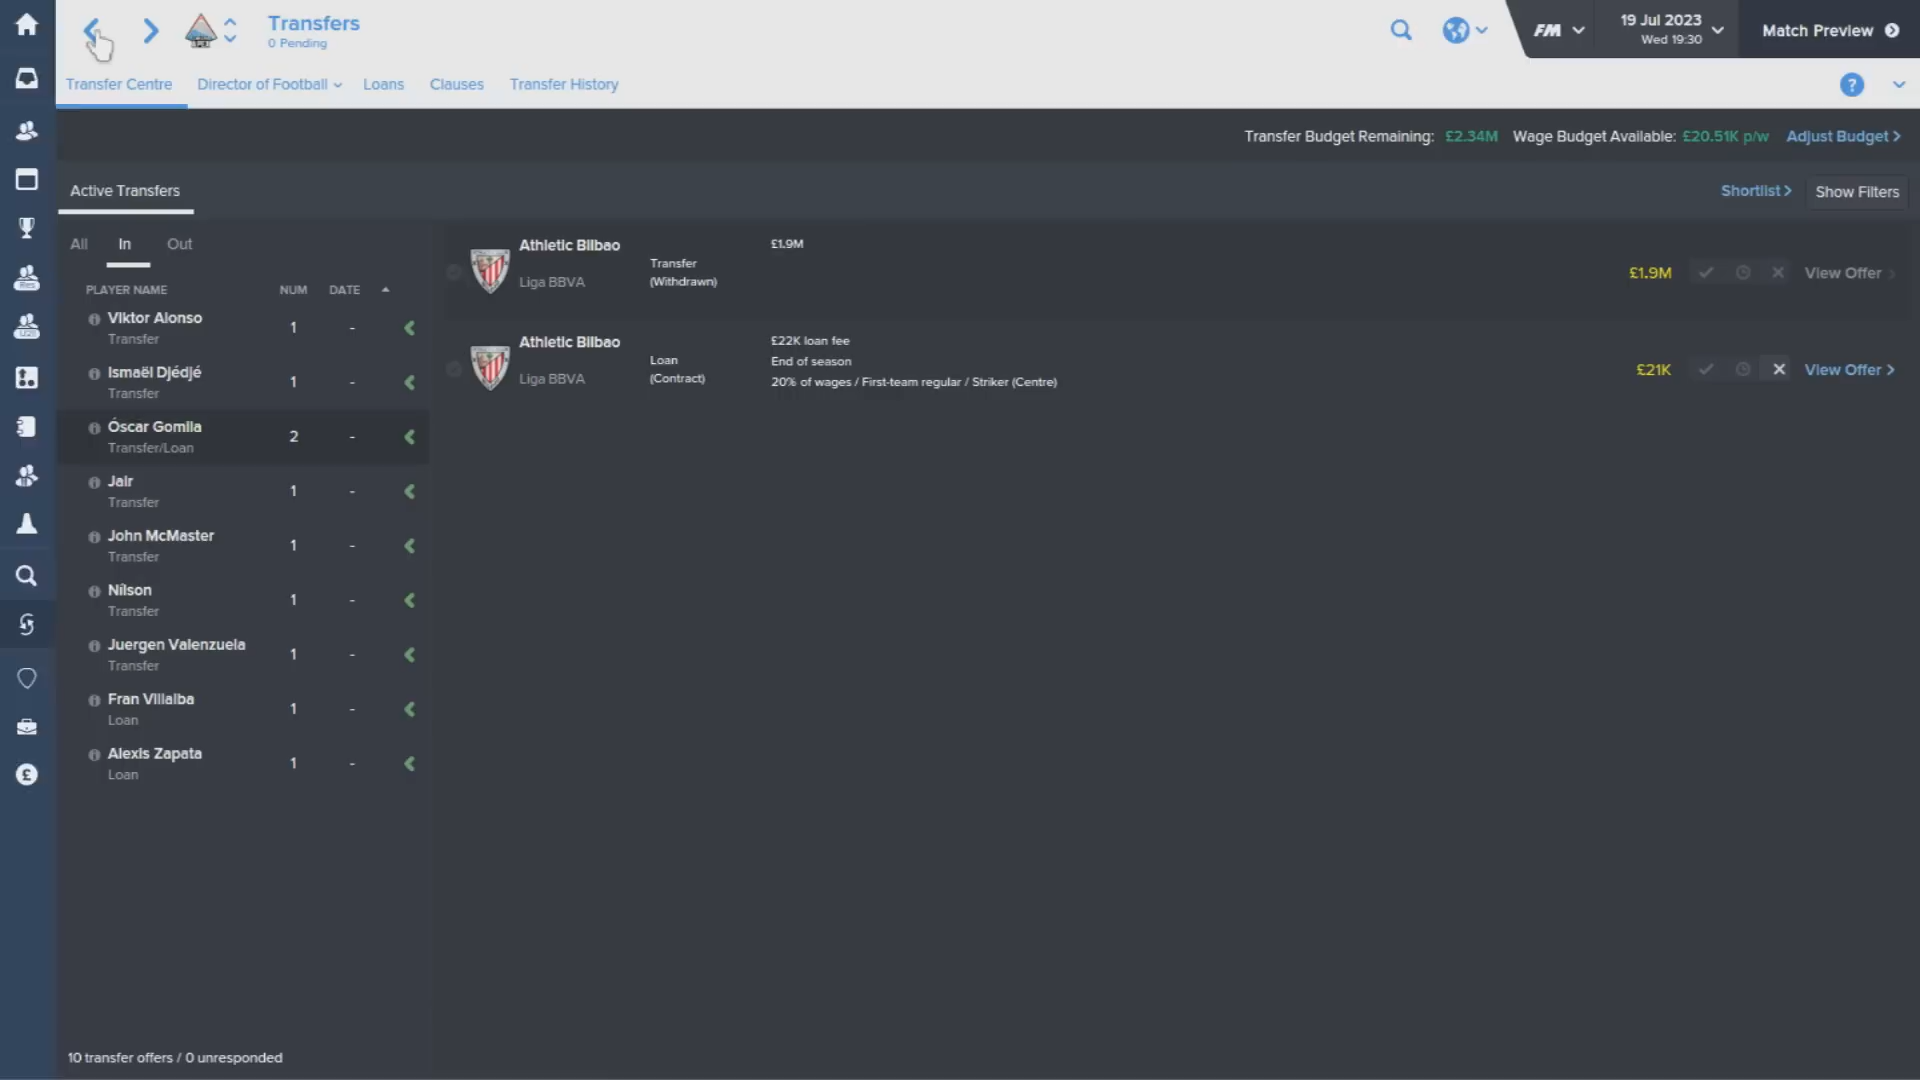 Transfers
0 Pending
FM
19 Jul 2023
Wed 19:30
Match Preview
Transfer Centre
Director of Football
Loans
Clauses
Transfer History
?
Transfer Budget Remaining: £2.34M Wage Budget Available: £20.51K p/w Adjust Budget >
Active Transfers
Shortlist >
Show Filters
All
In
Out
PLAYER NAME NUM DATE
Viktor Alonso
Transfer
1 -
Ismaël Djédjé
Transfer
1 -
Óscar Gomila
Transfer/Loan
2 -
Jair
Transfer
1 -
John McMaster
Transfer
1 -
Nílson
Transfer
1 -
Juergen Valenzuela
Transfer
1 -
Fran Villalba
Loan
1 -
Alexis Zapata
Loan
1 -
Athletic Bilbao
Liga BBVA
Transfer
(Withdrawn)
£1.9M
£1.9M
View Offer >
Athletic Bilbao
Liga BBVA
Loan
(Contract)
£22K loan fee
End of season
20% of wages / First-team regular / Striker (Centre)
£21K
View Offer >
Res
U20
£
10 transfer offers / 0 unresponded